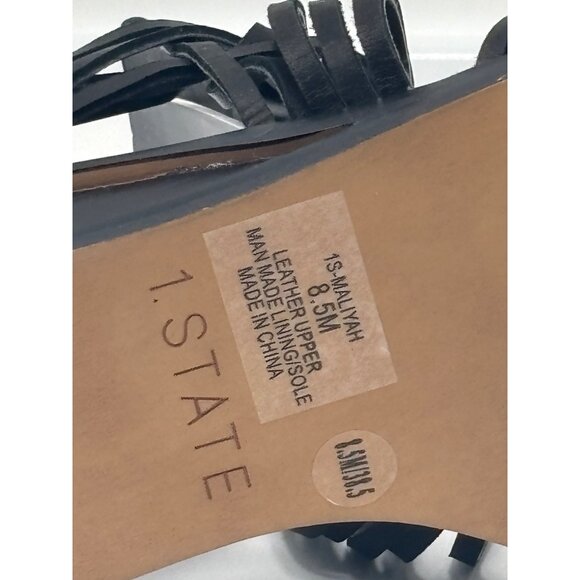 1S-MALIYAH
8.5M
LEATHER UPPER
MAN MADE LINING/SOLE
MADE IN CHINA
1.STATE
8.5M/38.5